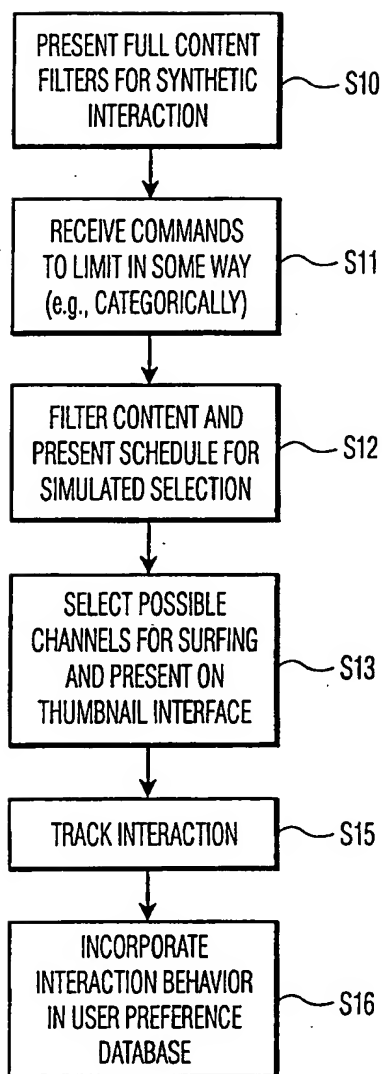 PRESENT FULL CONTENT
FILTERS FOR SYNTHETIC
INTERACTION
S10
RECEIVE COMMANDS
TO LIMIT IN SOME WAY
(e.g., CATEGORICALLY)
S11
FILTER CONTENT AND
PRESENT SCHEDULE FOR
SIMULATED SELECTION
S12
SELECT POSSIBLE
CHANNELS FOR SURFING
AND PRESENT ON
THUMBNAIL INTERFACE
S13
TRACK INTERACTION
S15
INCORPORATE
INTERACTION BEHAVIOR
IN USER PREFERENCE
DATABASE
S16